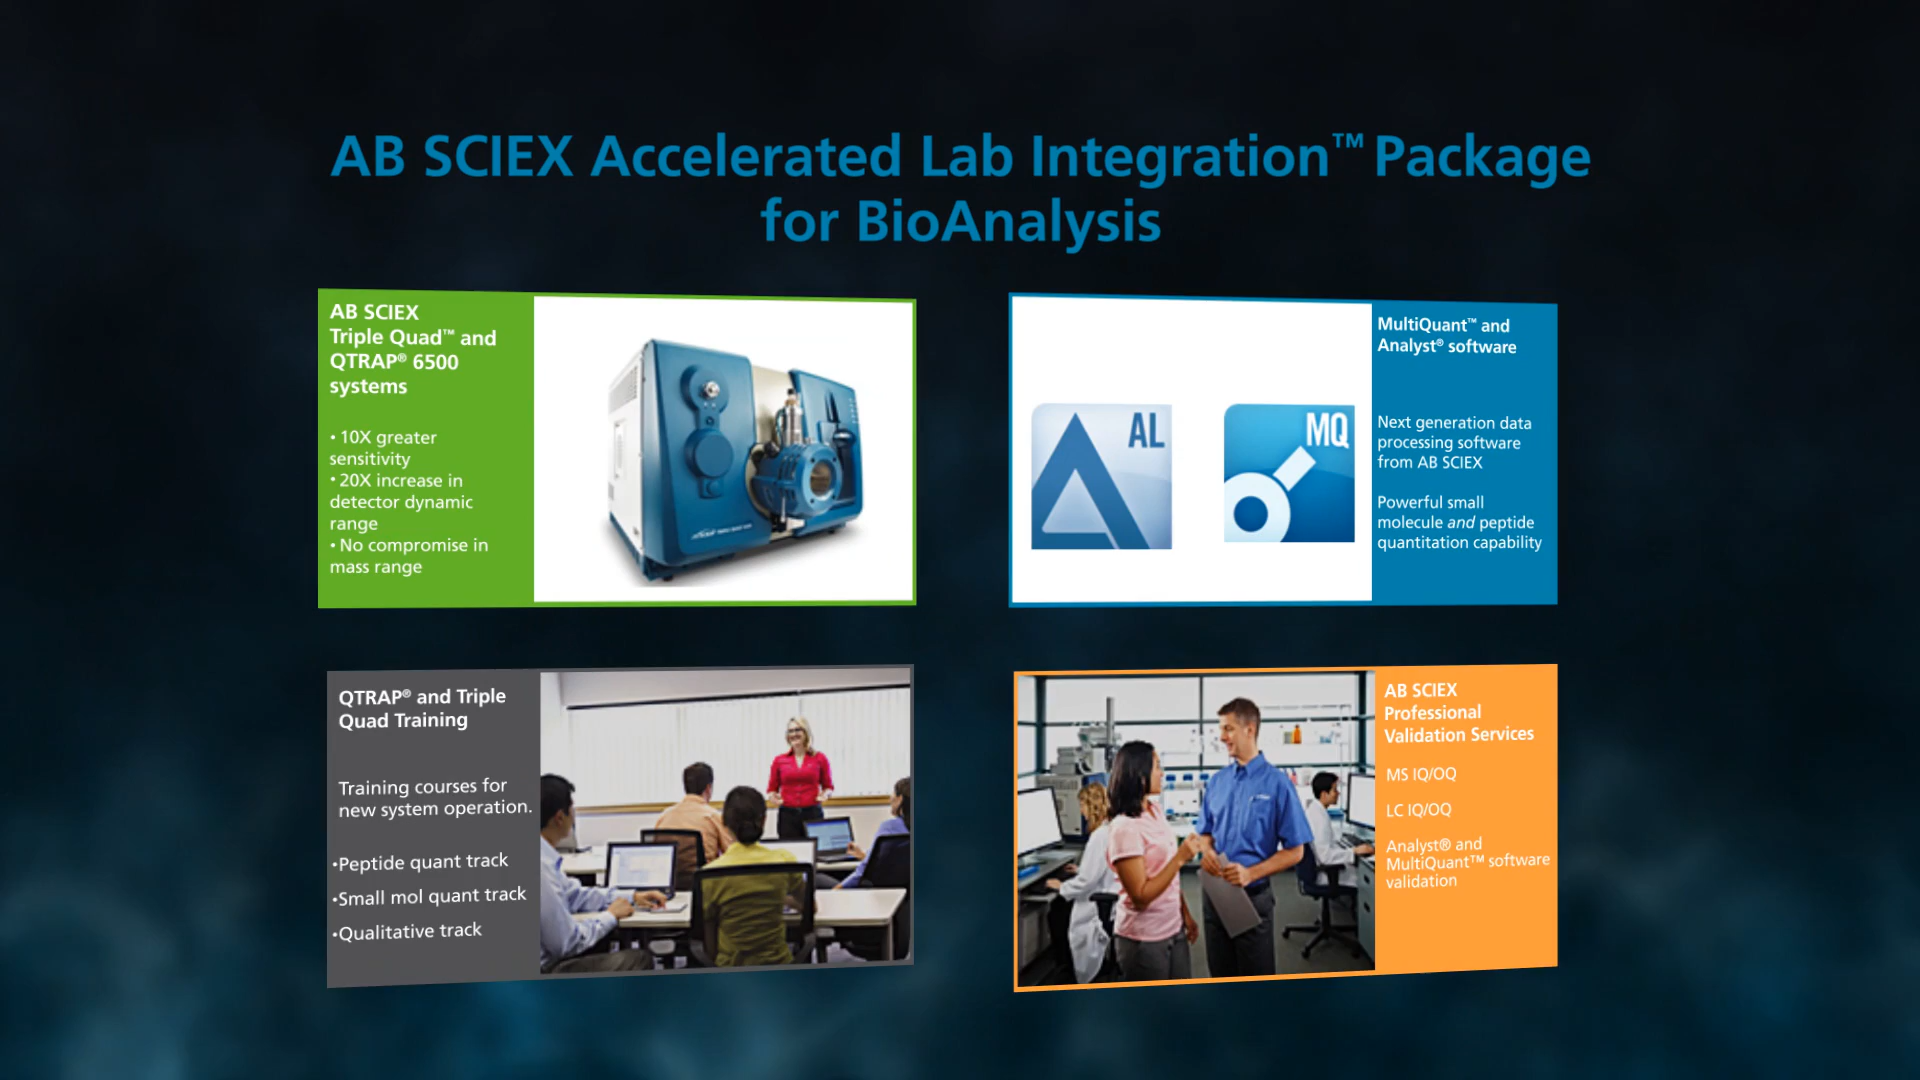 AB SCIEX Accelerated Lab Integration™ Package
for BioAnalysis
AB SCIEX
Triple Quad™ and
QTRAP® 6500
systems
• 10X greater
sensitivity
• 20X increase in
detector dynamic
range
• No compromise in
mass range
AL
MQ
MultiQuant™ and
Analyst® software
Next generation data
processing software
from AB SCIEX
Powerful small
molecule and peptide
quantitation capability
QTRAP® and Triple
Quad Training
Training courses for
new system operation.
•Peptide quant track
•Small mol quant track
•Qualitative track
AB SCIEX
Professional
Validation Services
MS IQ/OQ
LC IQ/OQ
Analyst® and
MultiQuant™ software
validation